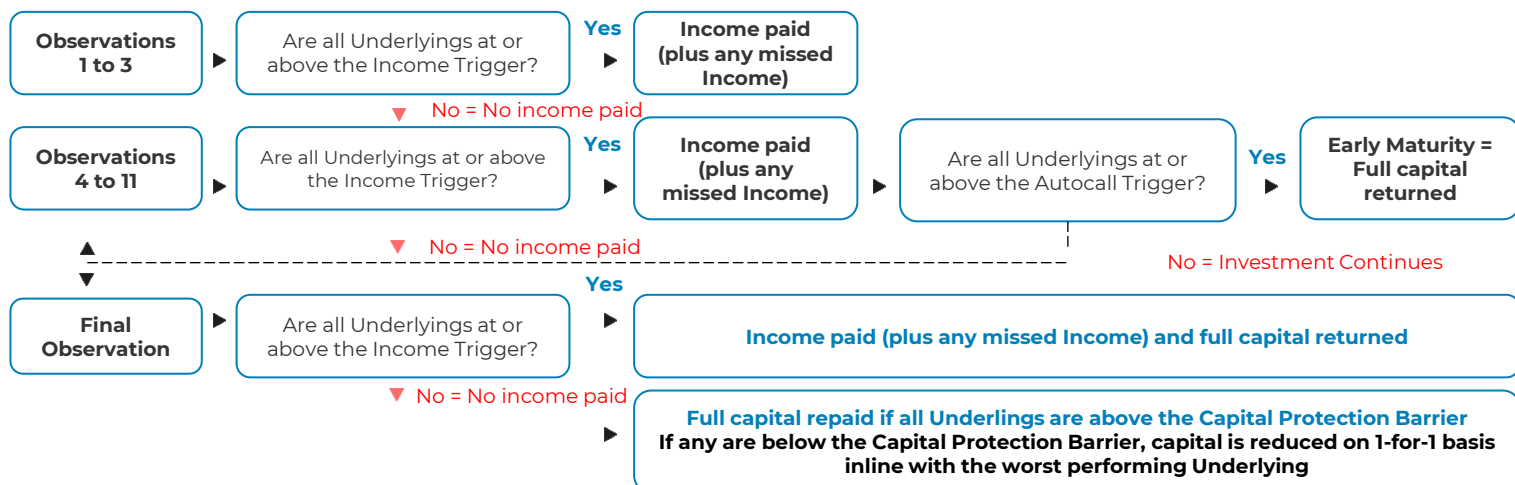 Observations
1 to 3
Are all Underlyings at or
above the Income Trigger?
Yes
Income paid
(plus any missed
Income)
No = No income paid
Observations
4 to 11
Are all Underlyings at or above
the Income Trigger?
Yes
Income paid
(plus any
missed Income)
Are all Underlyings at or
above the Autocall Trigger?
Yes
Early Maturity =
Full capital
returned
No = No income paid
No = Investment Continues
Final
Observation
Are all Underlyings at or
above the Income Trigger?
Yes
Income paid (plus any missed Income) and full capital returned
No = No income paid
Full capital repaid if all Underlings are above the Capital Protection Barrier
If any are below the Capital Protection Barrier, capital is reduced on 1-for-1 basis
inline with the worst performing Underlying